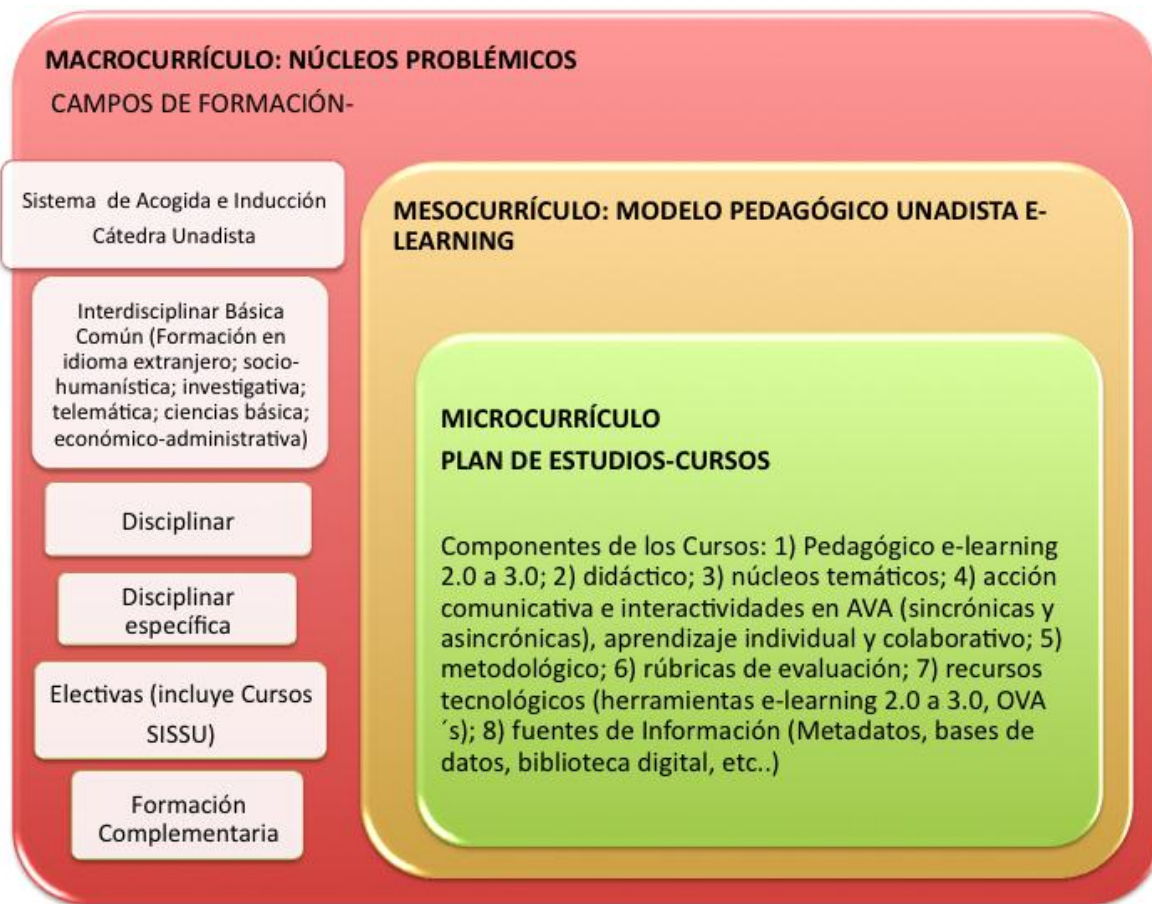 MACROCURRÍCULO: NÚCLEOS PROBLÉMICOS
CAMPOS DE FORMACIÓN-
Sistema de Acogida e Inducción
Cátedra Unadista
Interdisciplinar Básica
Común (Formación en
idioma extranjero; socio-
humanística; investigativa;
telemática; ciencias básica;
económico-administrativa)
Disciplinar
Disciplinar
específica
Electivas (incluye Cursos
SISSU)
Formación
Complementaria
MESOCURRÍCULO: MODELO PEDAGÓGICO UNADISTA E-
LEARNING
MICROCURRÍCULO
PLAN DE ESTUDIOS-CURSOS
Componentes de los Cursos: 1) Pedagógico e-learning
2.0 a 3.0; 2) didáctico; 3) núcleos temáticos; 4) acción
comunicativa e interactividades en AVA (sincrónicas y
asincrónicas), aprendizaje individual y colaborativo; 5)
metodológico; 6) rúbricas de evaluación; 7) recursos
tecnológicos (herramientas e-learning 2.0 a 3.0, OVA
´s); 8) fuentes de Información (Metadatos, bases de
datos, biblioteca digital, etc..)